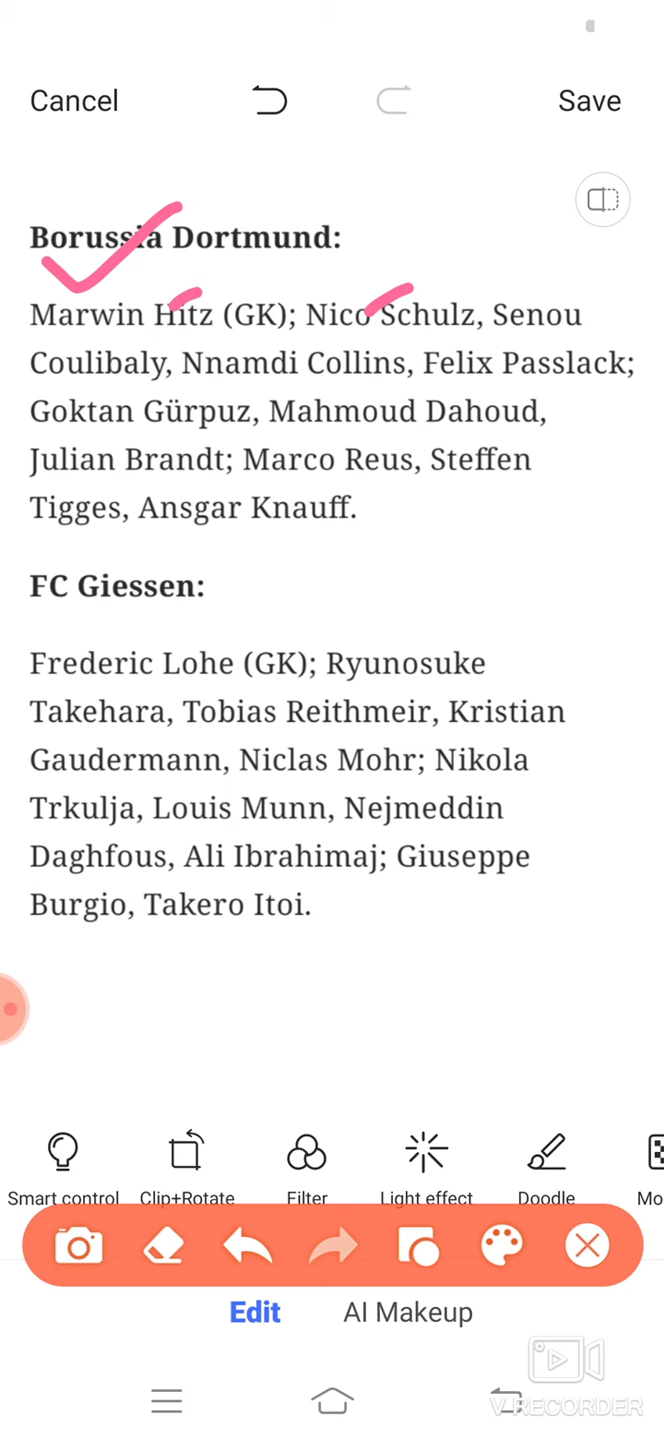 Cancel
Save
Borussia Dortmund:
Marwin Hitz (GK); Nico Schulz, Senou
Coulibaly, Nnamdi Collins, Felix Passlack;
Goktan Gürpuz, Mahmoud Dahoud,
Julian Brandt; Marco Reus, Steffen
Tigges, Ansgar Knauff.
FC Giessen:
Frederic Lohe (GK); Ryunosuke
Takehara, Tobias Reithmeir, Kristian
Gaudermann, Niclas Mohr; Nikola
Trkulja, Louis Munn, Nejmeddin
Daghfous, Ali Ibrahimaj; Giuseppe
Burgio, Takero Itoi.
Smart control Clip+Rotate Filter Light effect Doodle Mo
Edit AI Makeup
V RECORDER